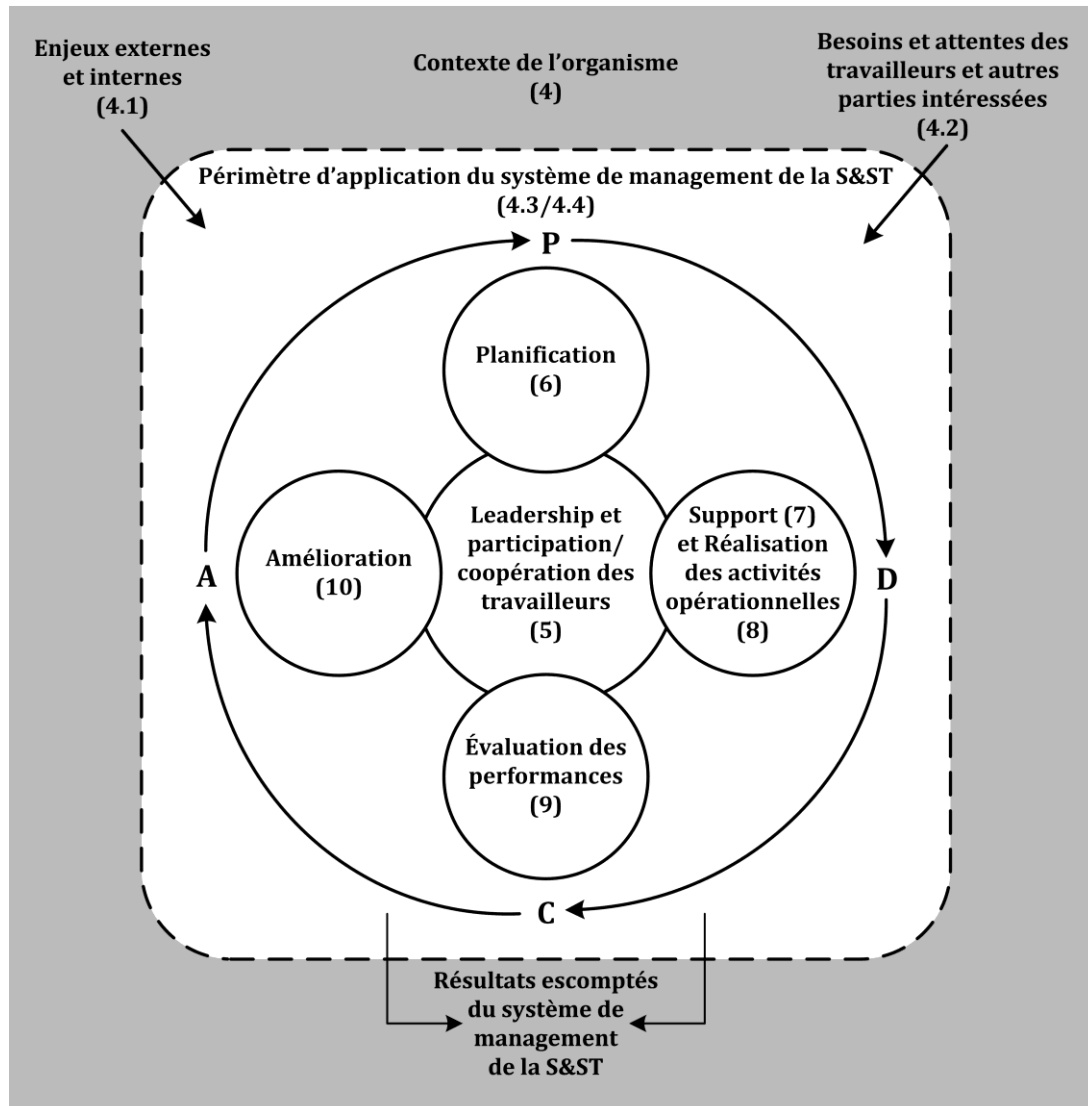 Enjeux externes
et internes
(4.1)
Contexte de l'organisme
(4)
Besoins et attentes des
travailleurs et autres
parties intéressées
(4.2)
Périmètre d'application du système de management de la S&ST
(4.3/4.4)
P
Planification
(6)
A
Amélioration
(10)
Leadership et
participation/
coopération des
travailleurs
(5)
Support (7)
et Réalisation
des activités
opérationnelles
(8)
D
Évaluation des
performances
(9)
C
Résultats escomptés
du système de
management
de la S&ST